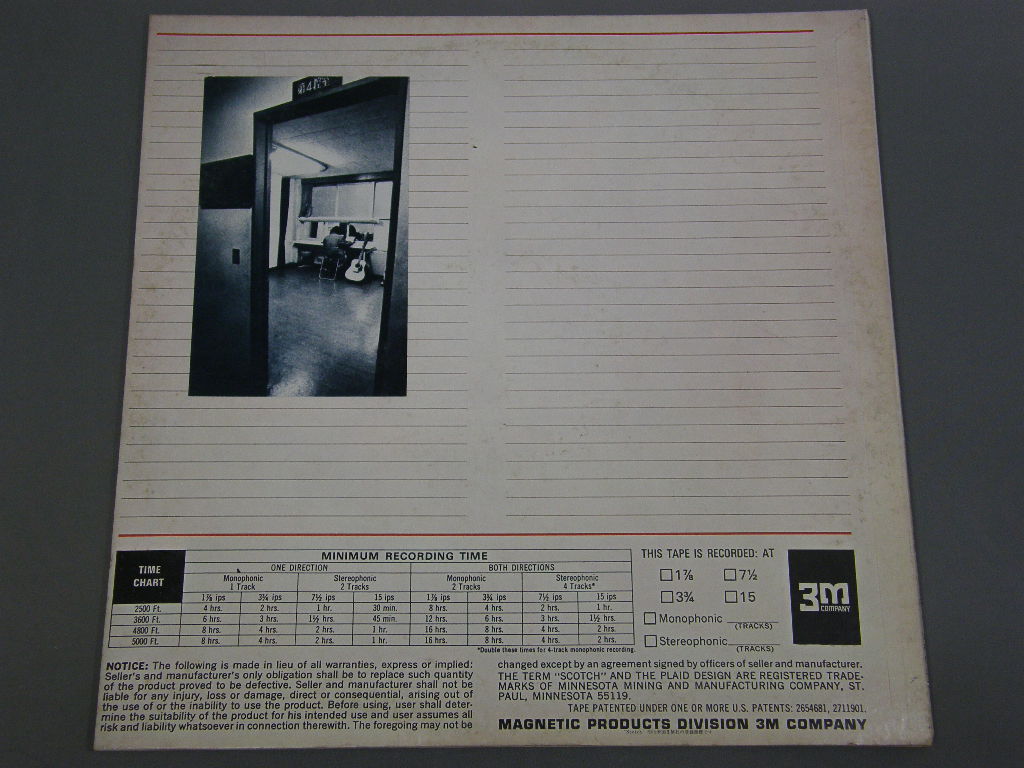 TIME
CHART
MINIMUM RECORDING TIME
ONE DIRECTION BOTH DIRECTIONS
Monophonic Stereophonic Monophonic Stereophonic
1 Track 2 Tracks 2 Tracks 4 Tracks*
1⅞ ips 3¾ ips 7½ ips 15 ips 1⅞ ips 3¾ ips 7½ ips 15 ips
2500 Ft. 4 hrs. 2 hrs. 1 hr. 30 min. 8 hrs. 4 hrs. 2 hrs. 1 hr.
3600 Ft. 6 hrs. 3 hrs. 1½ hrs. 45 min. 12 hrs. 6 hrs. 3 hrs. 1½ hrs.
4800 Ft. 8 hrs. 4 hrs. 2 hrs. 1 hr. 16 hrs. 8 hrs. 4 hrs. 2 hrs.
5000 Ft. 8 hrs. 4 hrs. 2 hrs. 1 hr. 16 hrs. 8 hrs. 4 hrs. 2 hrs.
*Double these times for 4-track monophonic recording.
THIS TAPE IS RECORDED: AT
1⅞ 7½
3¾ 15
Monophonic
(TRACKS)
Stereophonic
(TRACKS)
3M
COMPANY
NOTICE: The following is made in lieu of all warranties, express or implied:
Seller's and manufacturer's only obligation shall be to replace such quantity
of the product proved to be defective. Seller and manufacturer shall not be
liable for any injury, loss or damage, direct or consequential, arising out of
the use of or the inability to use the product. Before using, user shall deter-
mine the suitability of the product for his intended use and user assumes all
risk and liability whatsoever in connection therewith. The foregoing may not be
changed except by an agreement signed by officers of seller and manufacturer.
THE TERM "SCOTCH" AND THE PLAID DESIGN ARE REGISTERED TRADE-
MARKS OF MINNESOTA MINING AND MANUFACTURING COMPANY, ST.
PAUL, MINNESOTA 55119.
TAPE PATENTED UNDER ONE OR MORE U.S. PATENTS: 2654681, 2711901.
MAGNETIC PRODUCTS DIVISION 3M COMPANY